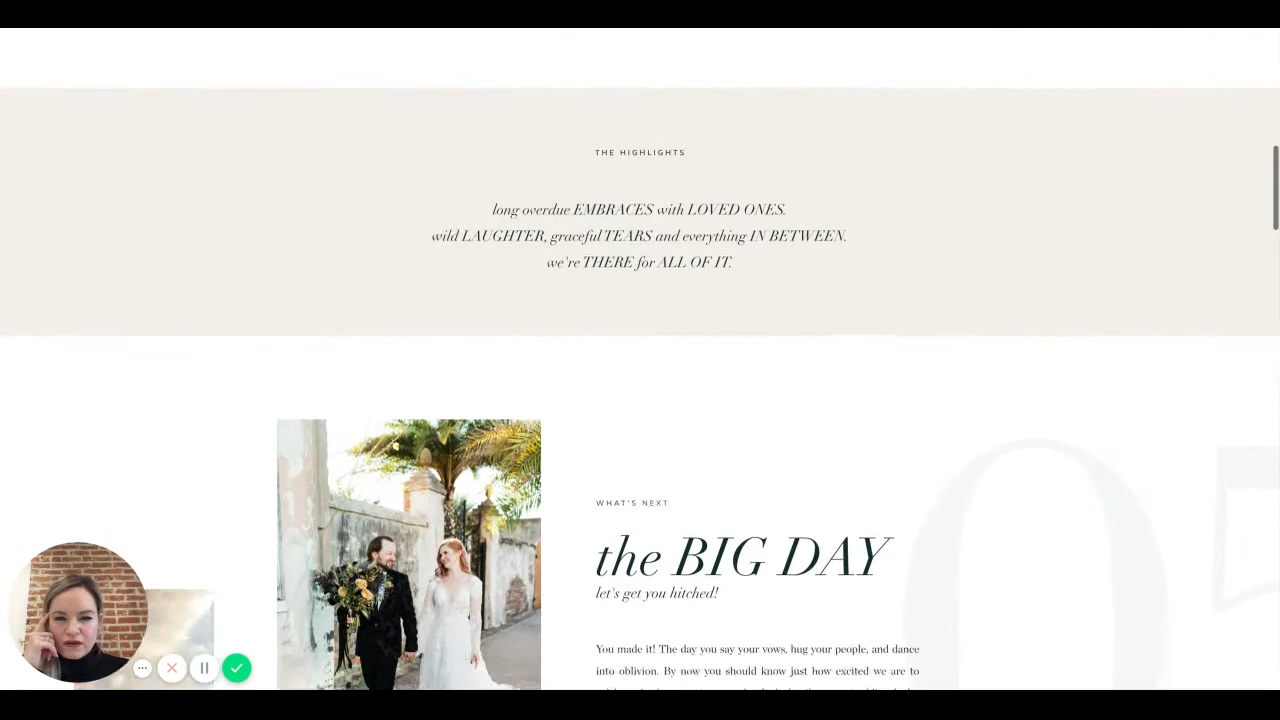 THE HIGHLIGHTS
long overdue EMBRACES with LOVED ONES.
wild LAUGHTER, graceful TEARS and everything IN BETWEEN.
we're THERE for ALL OF IT.
WHAT'S NEXT
the BIG DAY
let's get you hitched!
You made it! The day you say your vows, hug your people, and dance
into oblivion. By now you should know just how excited we are to